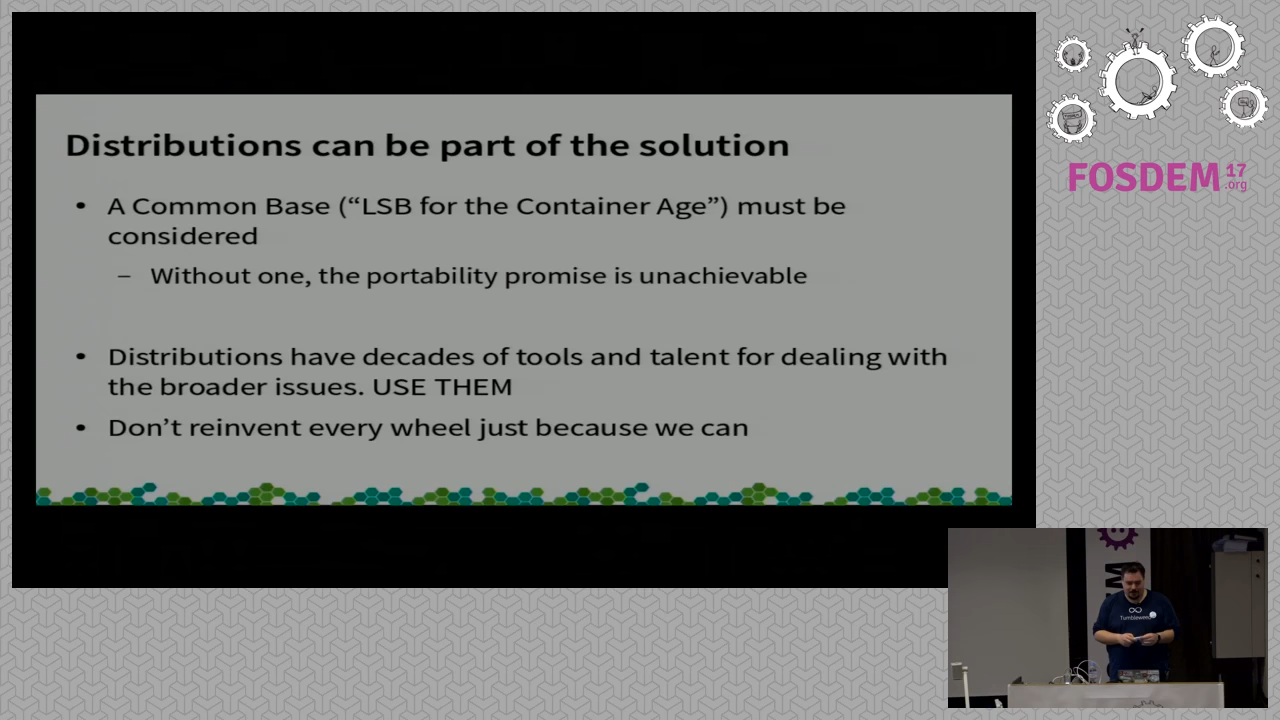 Distributions can be part of the solution
• A Common Base (“LSB for the Container Age”) must be
considered
– Without one, the portability promise is unachievable
• Distributions have decades of tools and talent for dealing with
the broader issues. USE THEM
• Don’t reinvent every wheel just because we can
FOSDEM 17
.org